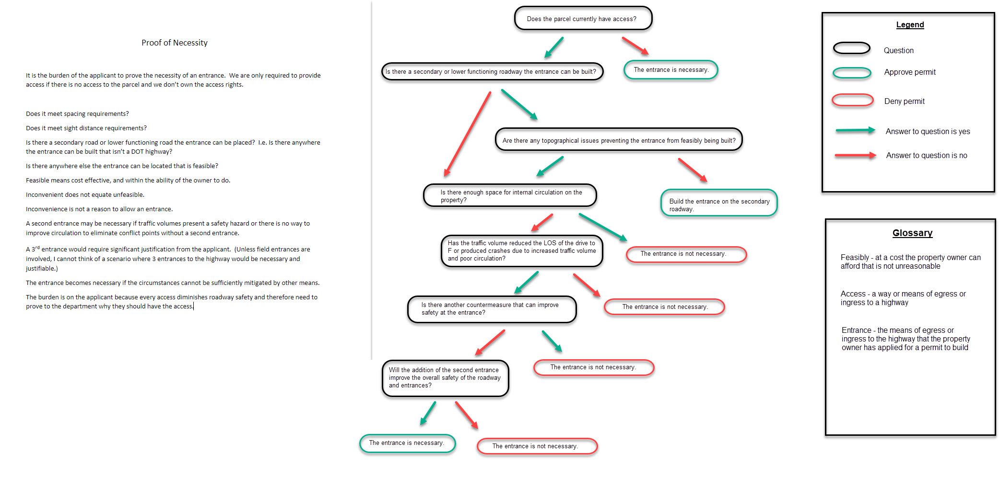 Proof of Necessity
It is the burden of the applicant to prove the necessity of an entrance.  We are only required to provide
access if there is no access to the parcel and we don’t own the access rights.
Does it meet spacing requirements?
Does it meet sight distance requirements?
Is there a secondary road or lower functioning road the entrance can be placed?  I.e. Is there anywhere
the entrance can be built that isn’t a DOT highway?
Is there anywhere else the entrance can be located that is feasible?
Feasible means cost effective, and within the ability of the owner to do.
Inconvenient does not equate unfeasible.
Inconvenience is not a reason to allow an entrance.
A second entrance may be necessary if traffic volumes present a safety hazard or there is no way to
improve circulation to eliminate conflict points without a second entrance.
A 3rd entrance would require significant justification from the applicant.  (Unless field entrances are
involved, I cannot think of a scenario where 3 entrances to the highway would be necessary and
justifiable.)
The entrance becomes necessary if the circumstances cannot be sufficiently mitigated by other means.
The burden is on the applicant because every access diminishes roadway safety and therefore need to
prove to the department why they should have the access.
Does the parcel currently have access?
Is there a secondary or lower functioning roadway the entrance can be built?
The entrance is necessary.
Are there any topographical issues preventing the entrance from feasibly being built?
Is there enough space for internal circulation on the
property?
Build the entrance on the secondary
roadway.
Has the traffic volume reduced the LOS of the drive to
F or produced crashes due to increased traffic volume
and poor circulation?
The entrance is not necessary.
Is there another countermeasure that can improve
safety at the entrance?
The entrance is not necessary.
Will the addition of the second entrance
improve the overall safety of the roadway
and entrances?
The entrance is not necessary.
The entrance is necessary.
The entrance is not necessary.
Legend
Question
Approve permit
Deny permit
Answer to question is yes
Answer to question is no
Glossary
Feasibly - at a cost the property owner can
afford that is not unreasonable
Access - a way or means of egress or
ingress to a highway
Entrance - the means of egress or
ingress to the highway that the property
owner has applied for a permit to build